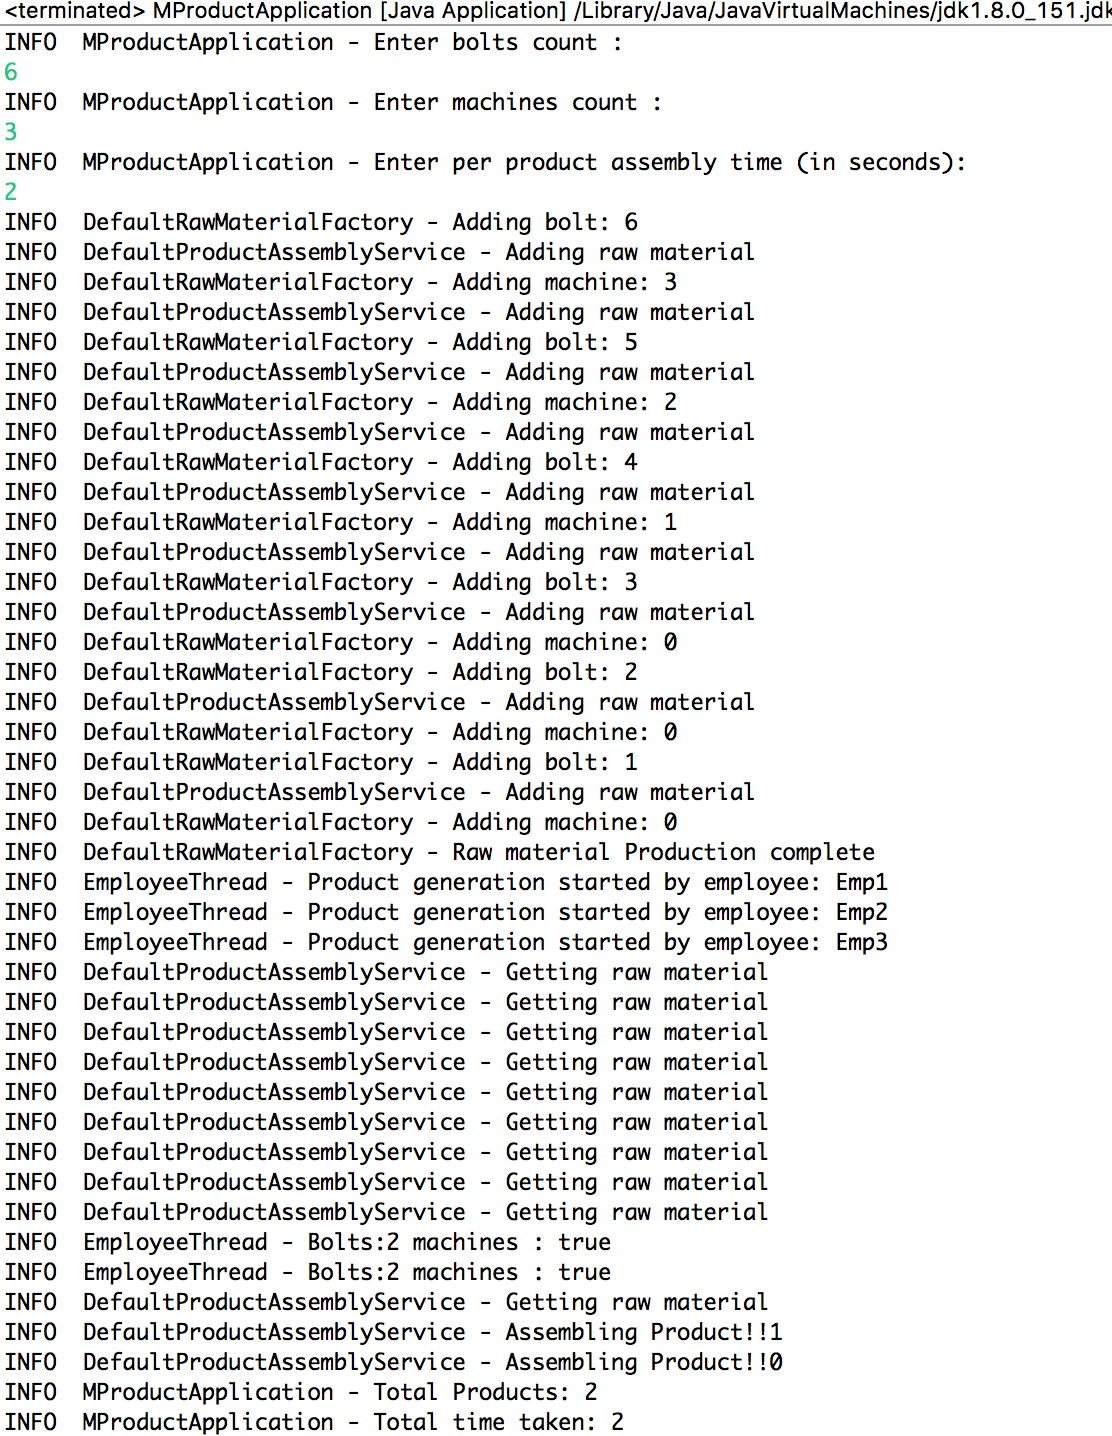 <terminated> MProductApplication [Java Application] /Library/Java/JavaVirtualMachines/jdk1.8.0_151.jdk
INFO  MProductApplication - Enter bolts count :
6
INFO  MProductApplication - Enter machines count :
3
INFO  MProductApplication - Enter per product assembly time (in seconds):
2
INFO  DefaultRawMaterialFactory - Adding bolt: 6
INFO  DefaultProductAssemblyService - Adding raw material
INFO  DefaultRawMaterialFactory - Adding machine: 3
INFO  DefaultProductAssemblyService - Adding raw material
INFO  DefaultRawMaterialFactory - Adding bolt: 5
INFO  DefaultProductAssemblyService - Adding raw material
INFO  DefaultRawMaterialFactory - Adding machine: 2
INFO  DefaultProductAssemblyService - Adding raw material
INFO  DefaultRawMaterialFactory - Adding bolt: 4
INFO  DefaultProductAssemblyService - Adding raw material
INFO  DefaultRawMaterialFactory - Adding machine: 1
INFO  DefaultProductAssemblyService - Adding raw material
INFO  DefaultRawMaterialFactory - Adding bolt: 3
INFO  DefaultProductAssemblyService - Adding raw material
INFO  DefaultRawMaterialFactory - Adding machine: 0
INFO  DefaultRawMaterialFactory - Adding bolt: 2
INFO  DefaultProductAssemblyService - Adding raw material
INFO  DefaultRawMaterialFactory - Adding machine: 0
INFO  DefaultRawMaterialFactory - Adding bolt: 1
INFO  DefaultProductAssemblyService - Adding raw material
INFO  DefaultRawMaterialFactory - Adding machine: 0
INFO  DefaultRawMaterialFactory - Raw material Production complete
INFO  EmployeeThread - Product generation started by employee: Emp1
INFO  EmployeeThread - Product generation started by employee: Emp2
INFO  EmployeeThread - Product generation started by employee: Emp3
INFO  DefaultProductAssemblyService - Getting raw material
INFO  DefaultProductAssemblyService - Getting raw material
INFO  DefaultProductAssemblyService - Getting raw material
INFO  DefaultProductAssemblyService - Getting raw material
INFO  DefaultProductAssemblyService - Getting raw material
INFO  DefaultProductAssemblyService - Getting raw material
INFO  DefaultProductAssemblyService - Getting raw material
INFO  DefaultProductAssemblyService - Getting raw material
INFO  DefaultProductAssemblyService - Getting raw material
INFO  EmployeeThread - Bolts:2 machines : true
INFO  EmployeeThread - Bolts:2 machines : true
INFO  DefaultProductAssemblyService - Getting raw material
INFO  DefaultProductAssemblyService - Assembling Product!!1
INFO  DefaultProductAssemblyService - Assembling Product!!0
INFO  MProductApplication - Total Products: 2
INFO  MProductApplication - Total time taken: 2